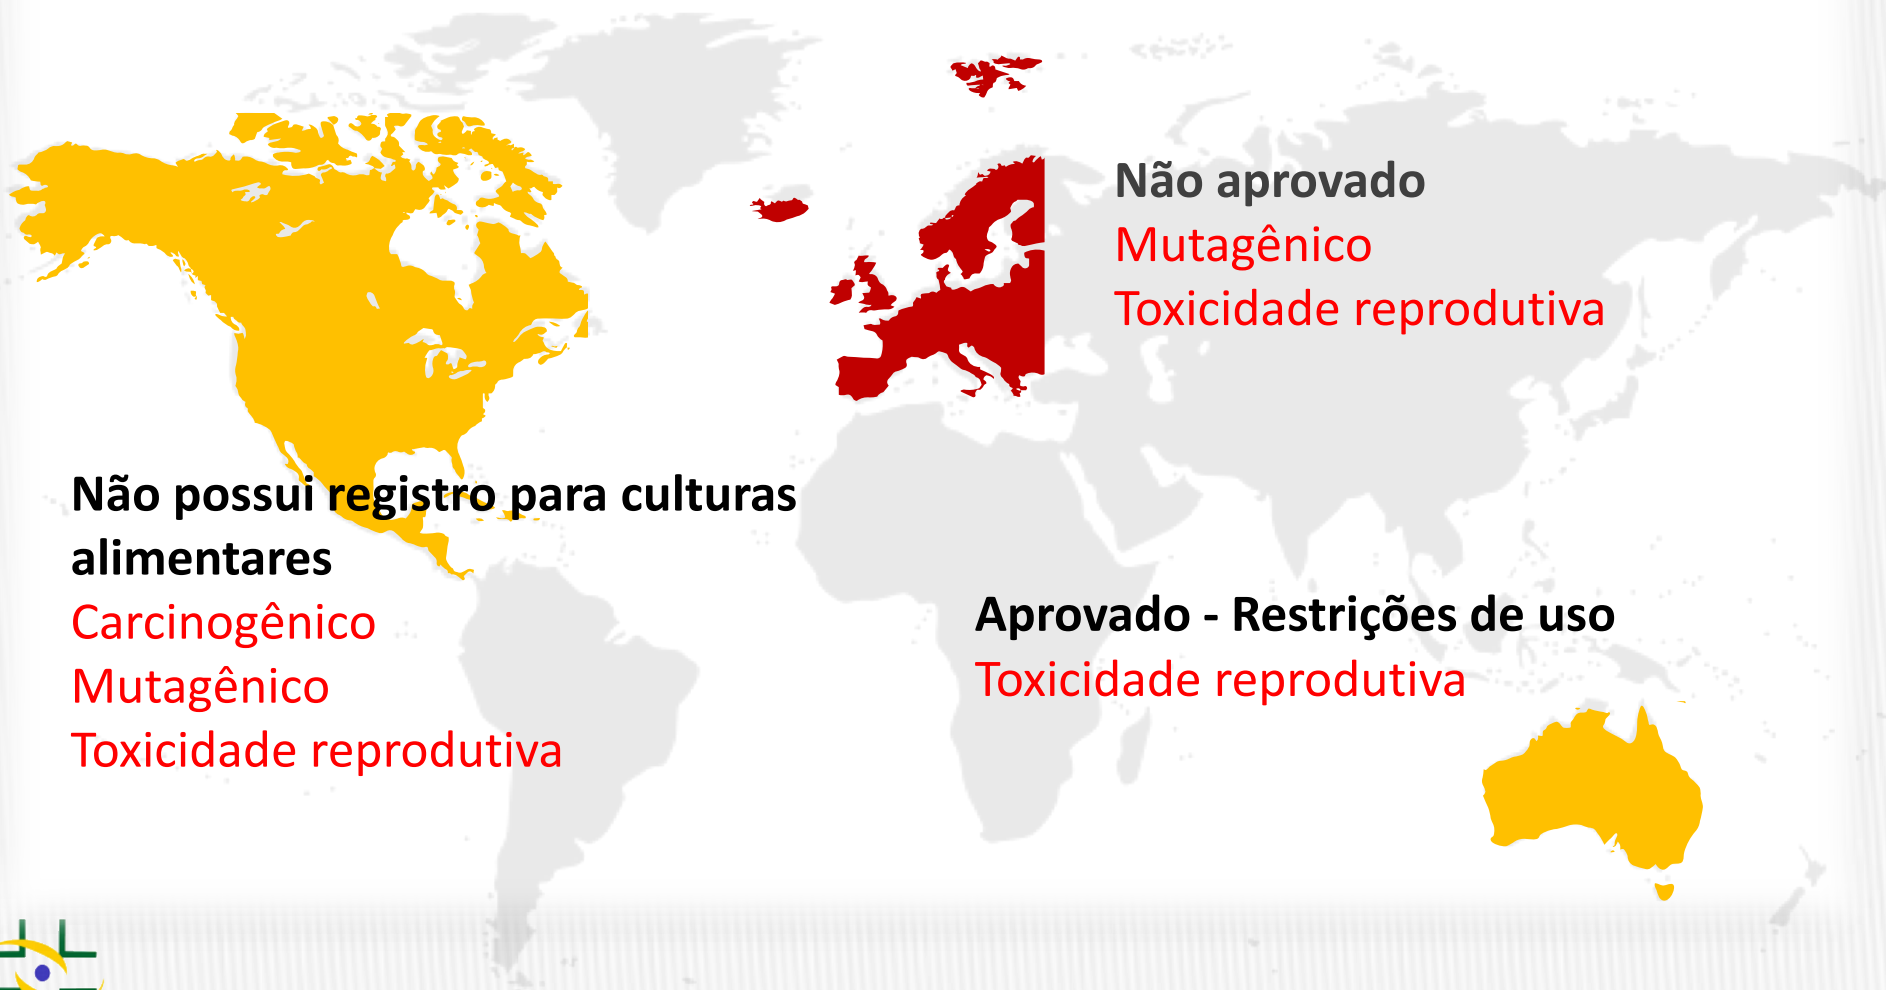 Não aprovado
Mutagênico
Toxicidade reprodutiva
Não possui registro para culturas
alimentares
Carcinogênico
Mutagênico
Toxicidade reprodutiva
Aprovado - Restrições de uso
Toxicidade reprodutiva